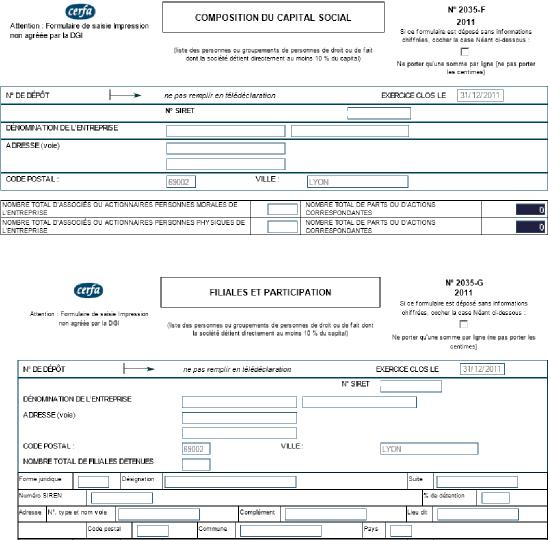 cerfa
Attention : Formulaire de saisie Impression
non agréée par la DGI
COMPOSITION DU CAPITAL SOCIAL
(liste des personnes ou groupements de personnes de droit ou de fait
dont la société détient directement au moins 10 % du capital)
N° 2035-F
2011
Si ce formulaire est déposé sans informations
chiffrées, cocher la case Néant ci-dessous :
Ne porter qu'une somme par ligne (ne pas porter
les centimes)
N° DE DÉPÔT
ne pas remplir en télédéclaration
EXERCICE CLOS LE
31/12/2011
N° SIRET
DÉNOMINATION DE L'ENTREPRISE
ADRESSE (voie)
CODE POSTAL :
69002
VILLE :
LYON
NOMBRE TOTAL D'ASSOCIÉS OU ACTIONNAIRES PERSONNES MORALES DE
L'ENTREPRISE
NOMBRE TOTAL DE PARTS OU D'ACTIONS
CORRESPONDANTES
0
NOMBRE TOTAL D'ASSOCIÉS OU ACTIONNAIRES PERSONNES PHYSIQUES DE
L'ENTREPRISE
NOMBRE TOTAL DE PARTS OU D'ACTIONS
CORRESPONDANTES
0
cerfa
Attention : Formulaire de saisie Impression
non agréée par la DGI
FILIALES ET PARTICIPATION
(liste des personnes ou groupements de personnes de droit ou de fait dont
la société détient directement au moins 10 % du capital)
N° 2035-G
2011
Si ce formulaire est déposé sans informations
chiffrées, cocher la case Néant ci-dessous :
Ne porter qu'une somme par ligne (ne pas porter les
centimes)
N° DE DÉPÔT
ne pas remplir en télédéclaration
EXERCICE CLOS LE
31/12/2011
N° SIRET
DÉNOMINATION DE L'ENTREPRISE
ADRESSE (voie)
CODE POSTAL :
69002
VILLE :
LYON
NOMBRE TOTAL DE FILIALES DETENUES
Forme juridique
Désignation
Suite
Numéro SIREN
% de détention
Adresse
N°, type et nom voie
Complément
Lieu dit
Code postal
Commune
Pays